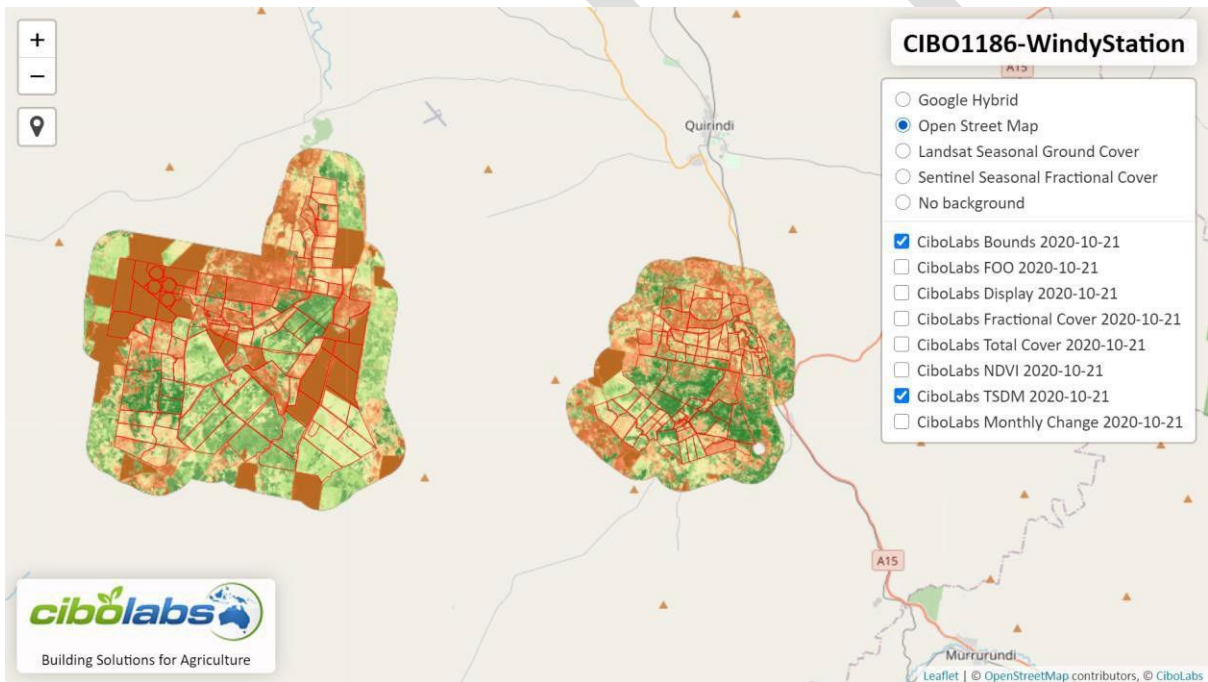 +
−
CIBO1186-WindyStation
A15
Google Hybrid
Open Street Map
Landsat Seasonal Ground Cover
Sentinel Seasonal Fractional Cover
No background
CiboLabs Bounds 2020-10-21
CiboLabs FOO 2020-10-21
CiboLabs Display 2020-10-21
CiboLabs Fractional Cover 2020-10-21
CiboLabs Total Cover 2020-10-21
CiboLabs NDVI 2020-10-21
CiboLabs TSDM 2020-10-21
CiboLabs Monthly Change 2020-10-21
Quirindi
A15
Murrurundi
cibolabs
Building Solutions for Agriculture
Leaflet | © OpenStreetMap contributors, © CiboLabs